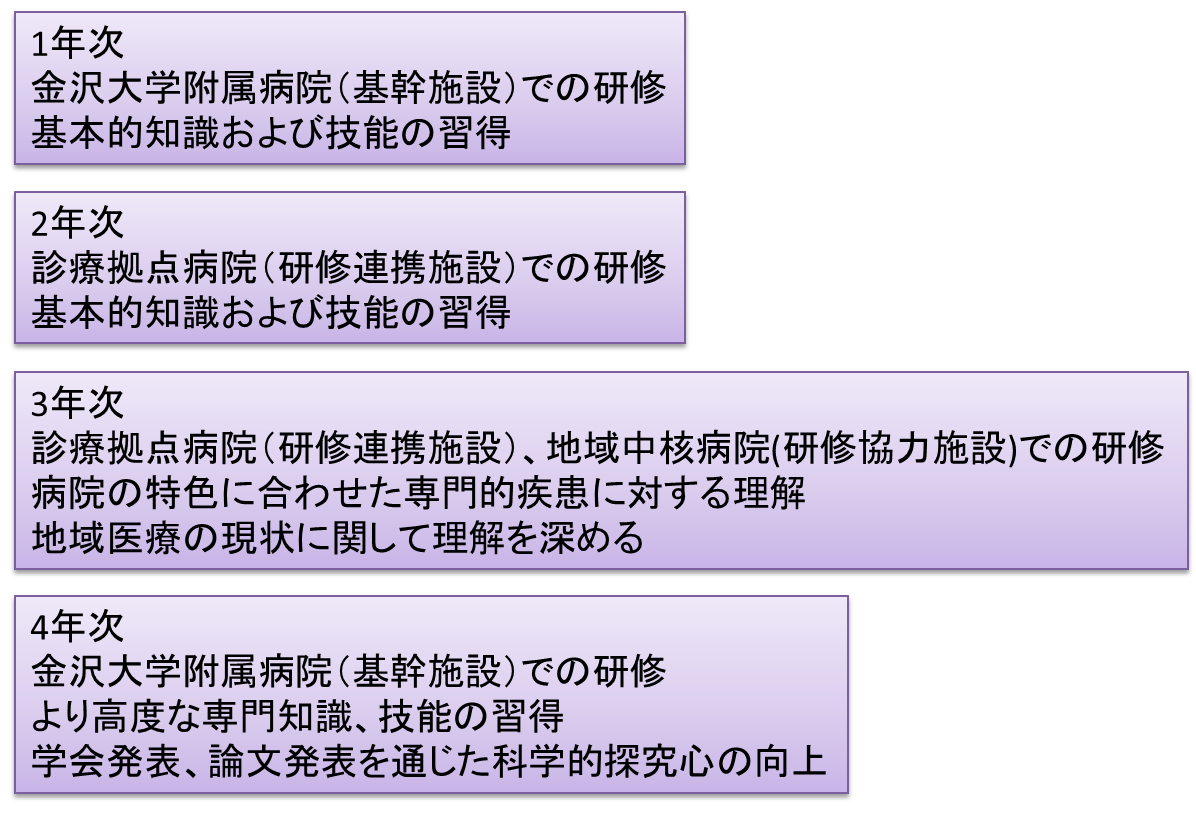 1年次
金沢大学附属病院（基幹施設）での研修
基本的知識および技能の習得
2年次
診療拠点病院（研修連携施設）での研修
基本的知識および技能の習得
3年次
診療拠点病院（研修連携施設）、地域中核病院(研修協力施設)での研修
病院の特色に合わせた専門的疾患に対する理解
地域医療の現状に関して理解を深める
4年次
金沢大学附属病院（基幹施設）での研修
より高度な専門知識、技能の習得
学会発表、論文発表を通じた科学的探究心の向上